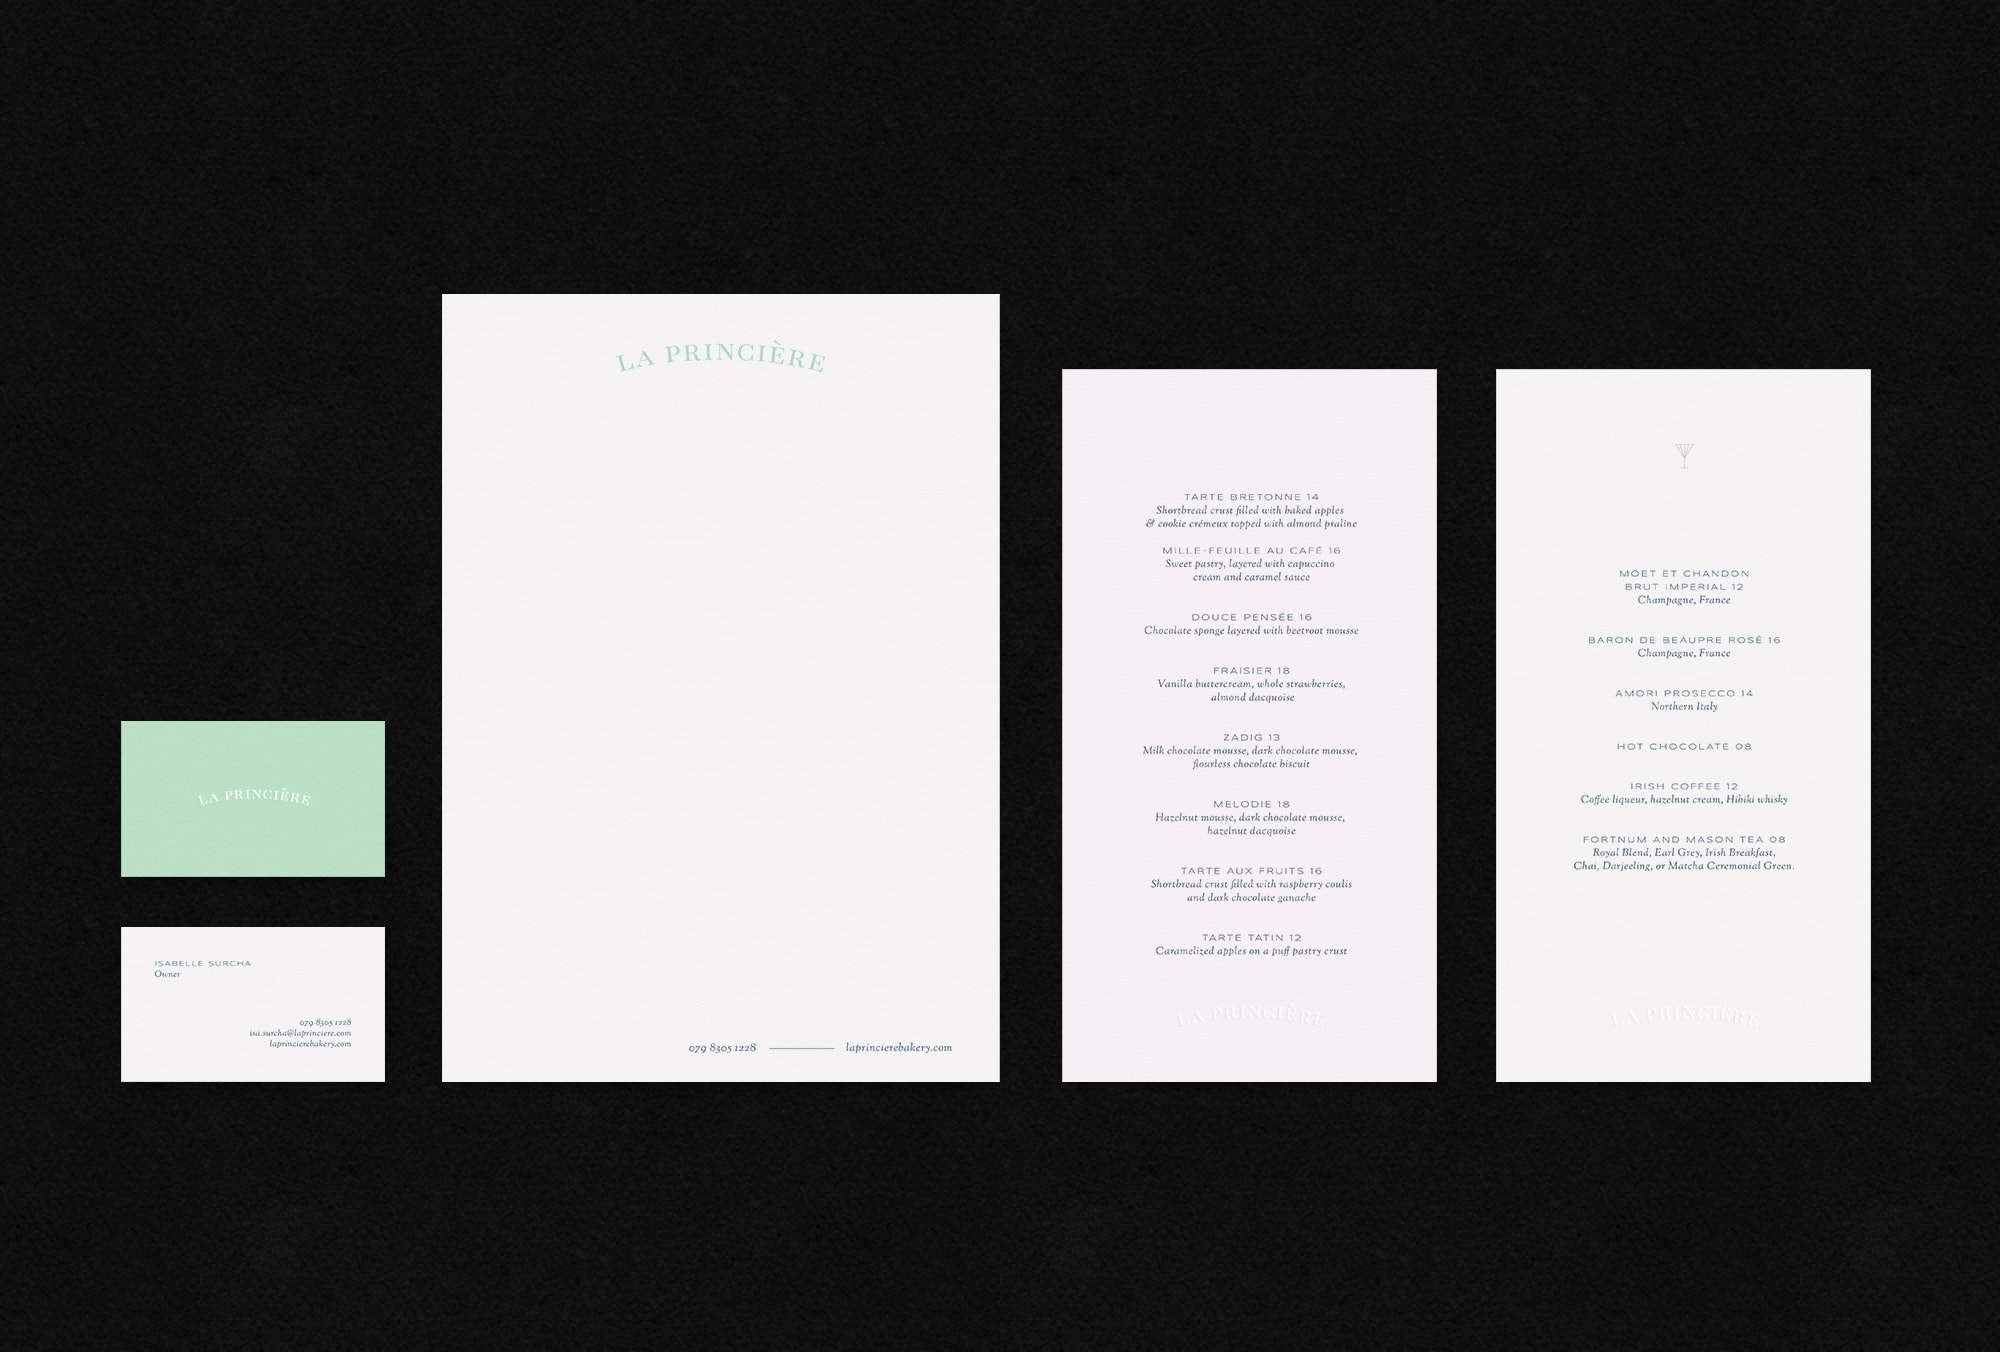 LA PRINCIÈRE
ISABELLE SURCHA
Owner
079 8305 1228
isa.surcha@laprinciere.com
laprincierebakery.com
LA PRINCIÈRE
079 8305 1228
laprincierebakery.com
TARTE BRETONNE 14
Shortbread crust filled with baked apples
& cookie crémeux topped with almond praline
MILLE-FEUILLE AU CAFÉ 16
Sweet pastry, layered with capuccino
cream and caramel sauce
DOUCE PENSÉE 16
Chocolate sponge layered with beetroot mousse
FRAISIER 18
Vanilla buttercream, whole strawberries,
almond dacquoise
ZADIG 13
Milk chocolate mousse, dark chocolate mousse,
flourless chocolate biscuit
MELODIE 18
Hazelnut mousse, dark chocolate mousse,
hazelnut dacquoise
TARTE AUX FRUITS 16
Shortbread crust filled with raspberry coulis
and dark chocolate ganache
TARTE TATIN 12
Caramelized apples on a puff pastry crust
LA PRINCIÈRE
MOET ET CHANDON
BRUT IMPERIAL 12
Champagne, France
BARON DE BEAUPRE ROSÉ 16
Champagne, France
AMORI PROSECCO 14
Northern Italy
HOT CHOCOLATE 08
IRISH COFFEE 12
Coffee liqueur, hazelnut cream, Hibiki whisky
FORTNUM AND MASON TEA 08
Royal Blend, Earl Grey, Irish Breakfast,
Chai, Darjeeling, or Matcha Ceremonial Green.
LA PRINCIÈRE